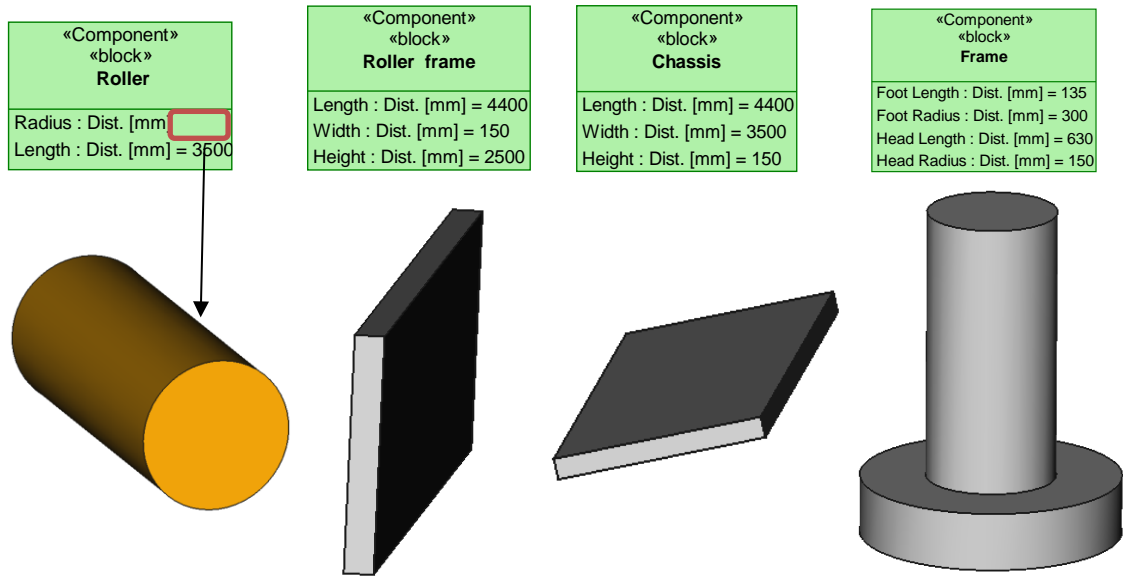 «Component»
«block»
Roller
Radius : Dist. [mm]
Length : Dist. [mm] = 3500
«Component»
«block»
Roller frame
Length : Dist. [mm] = 4400
Width : Dist. [mm] = 150
Height : Dist. [mm] = 2500
«Component»
«block»
Chassis
Length : Dist. [mm] = 4400
Width : Dist. [mm] = 3500
Height : Dist. [mm] = 150
«Component»
«block»
Frame
Foot Length : Dist. [mm] = 135
Foot Radius : Dist. [mm] = 300
Head Length : Dist. [mm] = 630
Head Radius : Dist. [mm] = 150